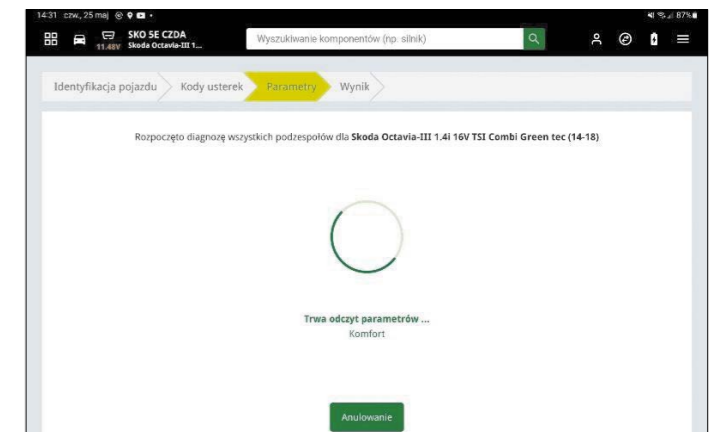 14:31 czw., 25 maj
87%
11.48V
SKO 5E CZDA
Skoda Octavia-III 1...
Wyszukiwanie komponentów (np. silnik)
Identyfikacja pojazdu
Kody usterek
Parametry
Wynik
Rozpoczęto diagnozę wszystkich podzespołów dla Skoda Octavia-III 1.4i 16V TSI Combi Green tec (14-18)
Trwa odczyt parametrów ...
Komfort
Anulowanie